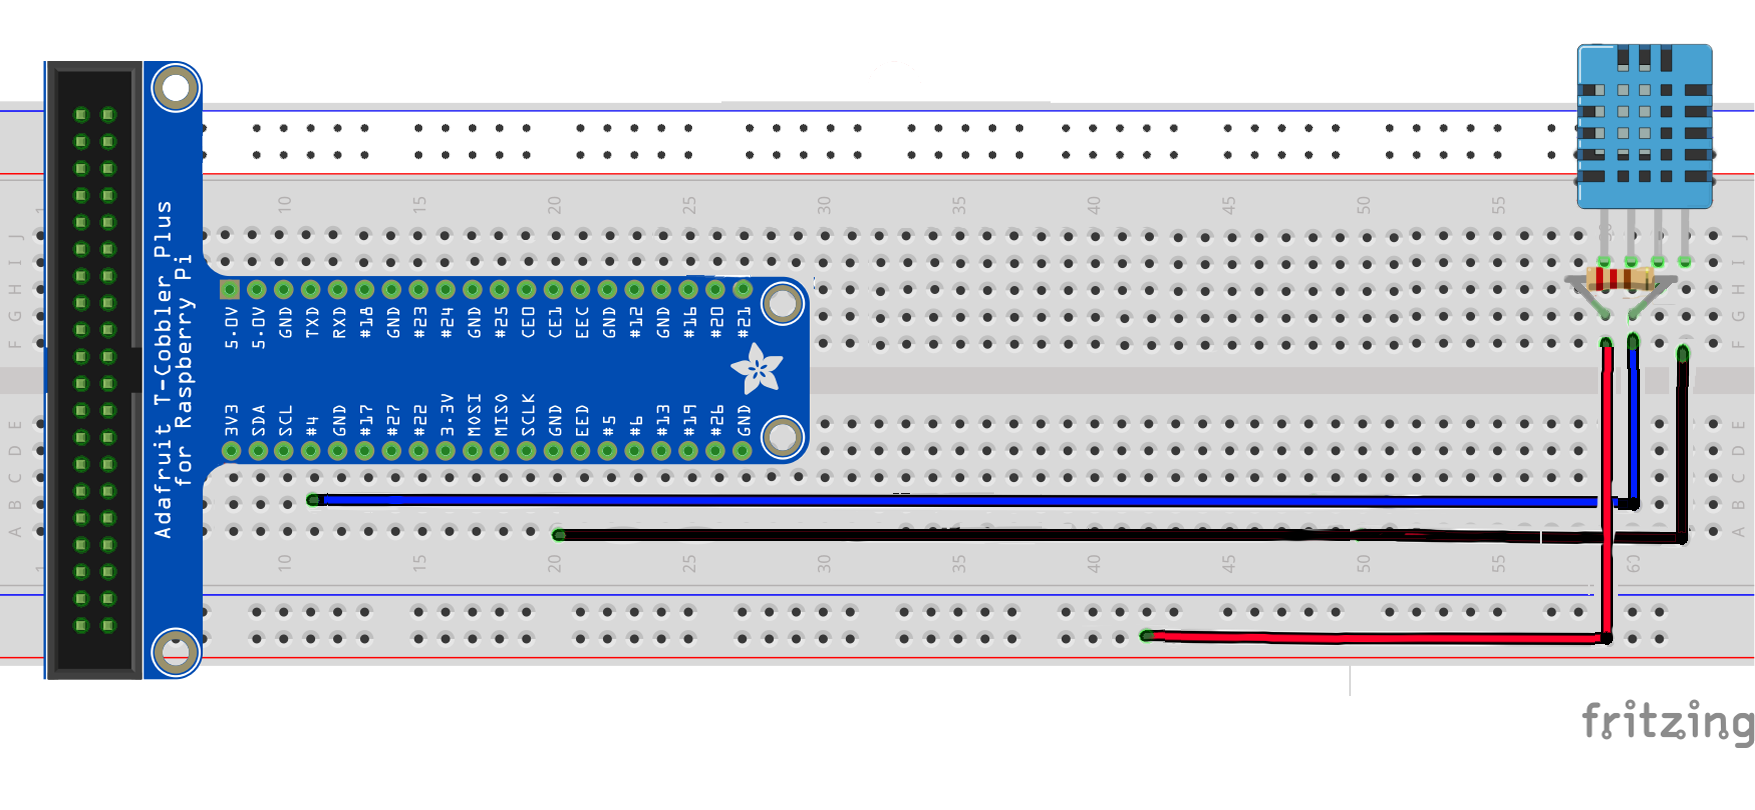 10 15 20 25 30 35 40 45 50 55
1
J J
I I
H H
G G
F F
5.0V 5.0V GND TXD RXD #18 GND #23 #24 GND #25 CE0 CE1 EEC GND #12 GND #16 #20 #21
Adafruit T-Cobbler Plus
for Raspberry Pi
3V3 SDA SCL #4 GND #17 #27 #22 3.3V MOSI MISO SCLK GND EED #5 #6 #13 #19 #26 GND
E E
D D
C C
B B
A A
1 10 15 20 25 30 35 40 45 50 55 60
fritzing